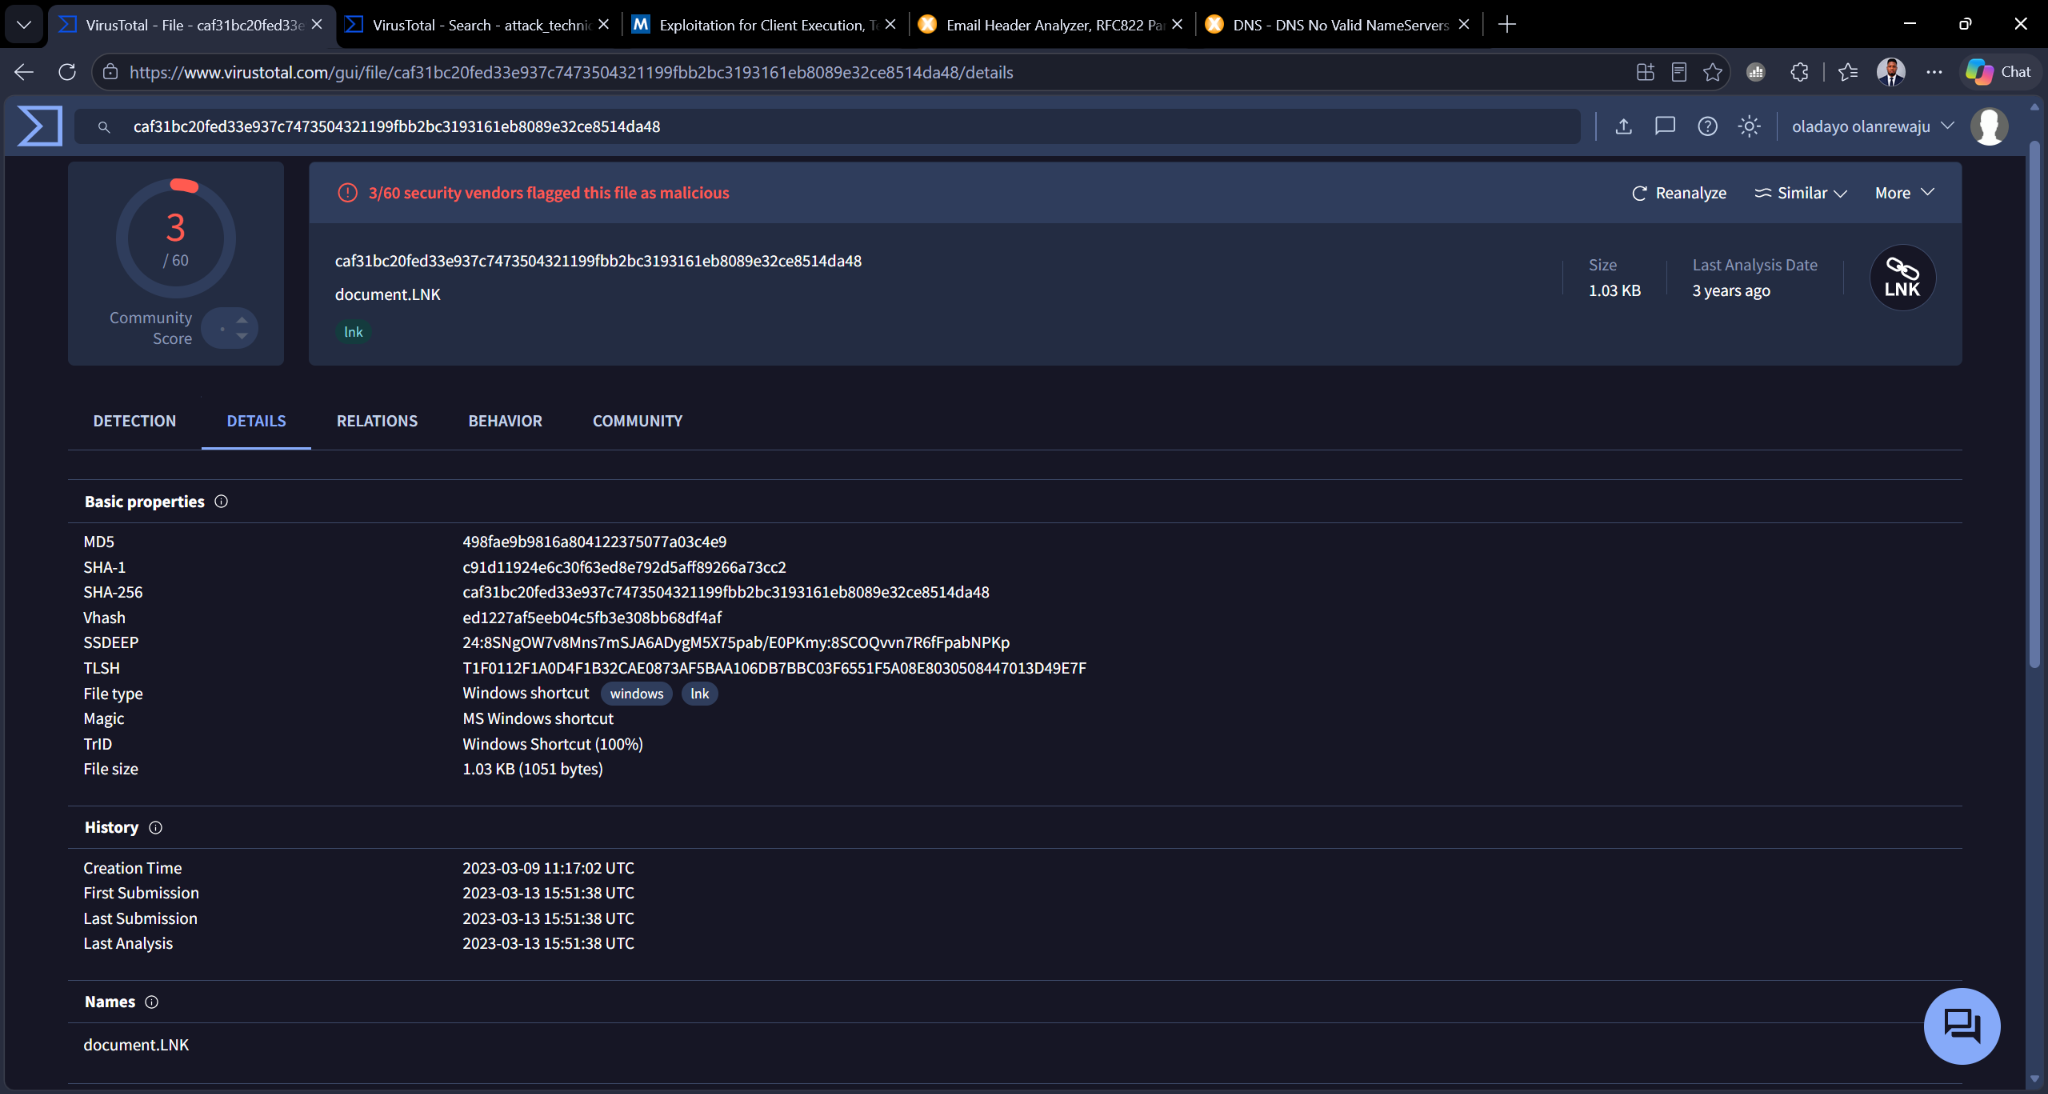 VirusTotal - File - caf31bc20fed33e
VirusTotal - Search - attack_technic
Exploitation for Client Execution, Te
Email Header Analyzer, RFC822 Pa
DNS - DNS No Valid NameServers
https://www.virustotal.com/gui/file/caf31bc20fed33e937c7473504321199fbb2bc3193161eb8089e32ce8514da48/details
Chat
caf31bc20fed33e937c7473504321199fbb2bc3193161eb8089e32ce8514da48
oladayo olanrewaju
3
/ 60
Community
Score
3/60 security vendors flagged this file as malicious
Reanalyze
Similar
More
caf31bc20fed33e937c7473504321199fbb2bc3193161eb8089e32ce8514da48
document.LNK
lnk
Size
1.03 KB
Last Analysis Date
3 years ago
LNK
DETECTION
DETAILS
RELATIONS
BEHAVIOR
COMMUNITY
Basic properties
MD5 498fae9b9816a804122375077a03c4e9
SHA-1 c91d11924e6c30f63ed8e792d5aff89266a73cc2
SHA-256 caf31bc20fed33e937c7473504321199fbb2bc3193161eb8089e32ce8514da48
Vhash ed1227af5eeb04c5fb3e308bb68df4af
SSDEEP 24:8SNgOW7v8Mns7mSJA6ADygM5X75pab/E0PKmy:8SCOQvvn7R6fFpabNPKp
TLSH T1F0112F1A0D4F1B32CAE0873AF5BAA106DB7BBC03F6551F5A08E8030508447013D49E7F
File type Windows shortcut windows lnk
Magic MS Windows shortcut
TrID Windows Shortcut (100%)
File size 1.03 KB (1051 bytes)
History
Creation Time 2023-03-09 11:17:02 UTC
First Submission 2023-03-13 15:51:38 UTC
Last Submission 2023-03-13 15:51:38 UTC
Last Analysis 2023-03-13 15:51:38 UTC
Names
document.LNK